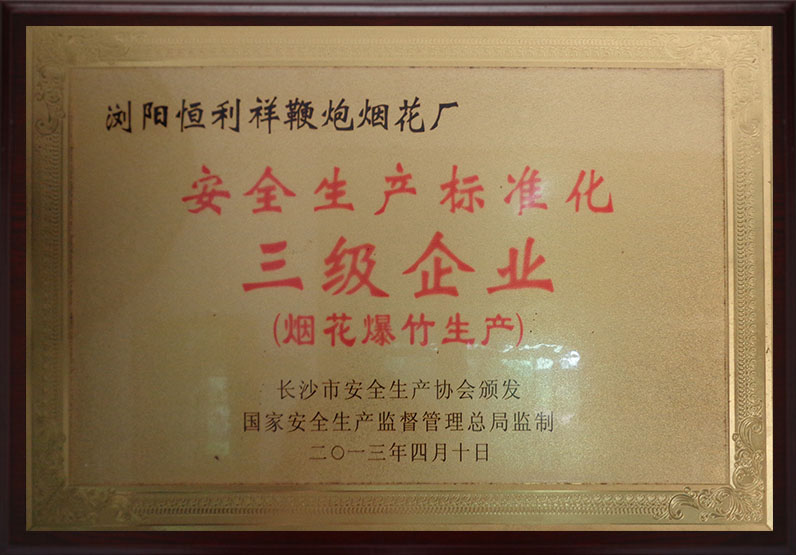 浏阳恒利祥鞭炮烟花厂
安全生产标准化
三级企业
(烟花爆竹生产)
长沙市安全生产协会颁发
国家安全生产监督管理总局监制
二〇一三年四月十日